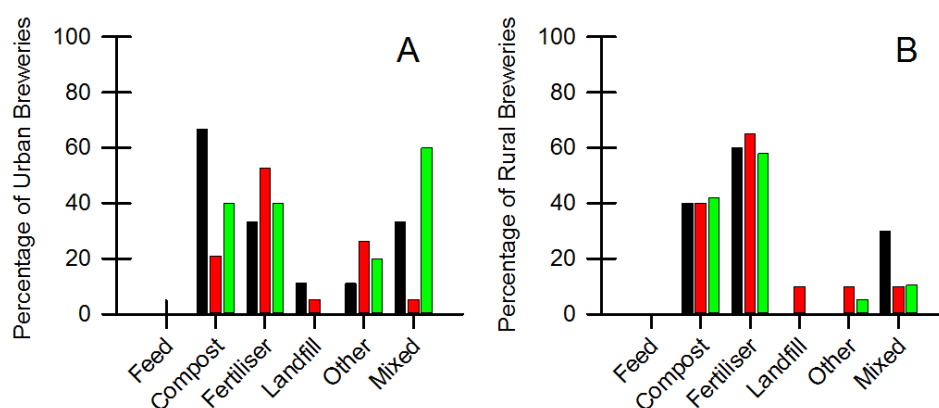 Percentage of Urban Breweries
100
80
60
40
20
0
A
Feed
Compost
Fertiliser
Landfill
Other
Mixed
Percentage of Rural Breweries
100
80
60
40
20
0
B
Feed
Compost
Fertiliser
Landfill
Other
Mixed